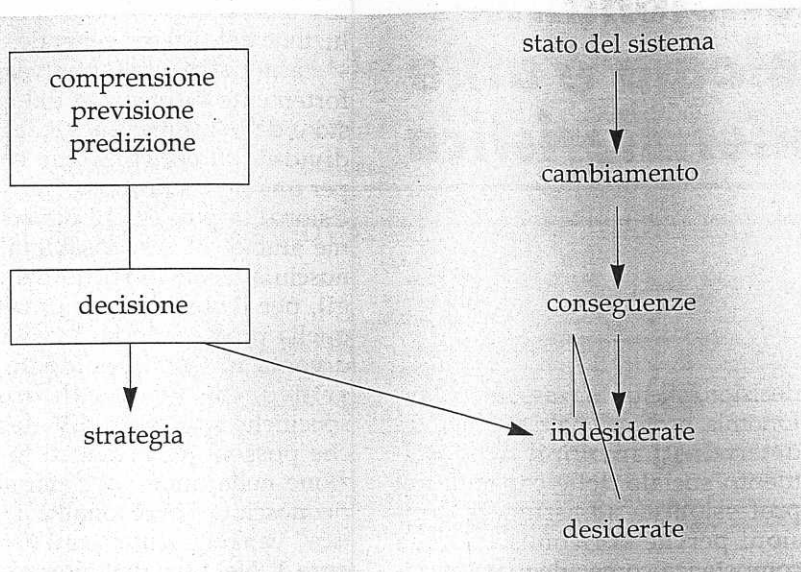 comprensione
previsione
predizione
decisione
strategia
stato del sistema
cambiamento
conseguenze
indesiderate
desiderate